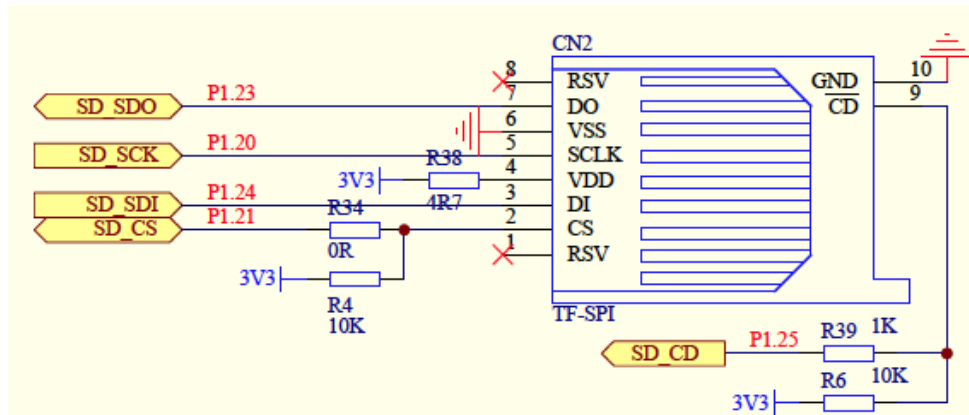 CN2
8 RSV
GND 10
SD_SDO P1.23 7 DO
CD 9
6 VSS
SD_SCK P1.20 5 SCLK
R38
3V3 4 VDD
4R7
SD_SDI P1.24 3 DI
SD_CS P1.21 R34 2 CS
0R
1 RSV
3V3
R4
10K
TF-SPI
SD_CD P1.25 R39 1K
R6 10K
3V3